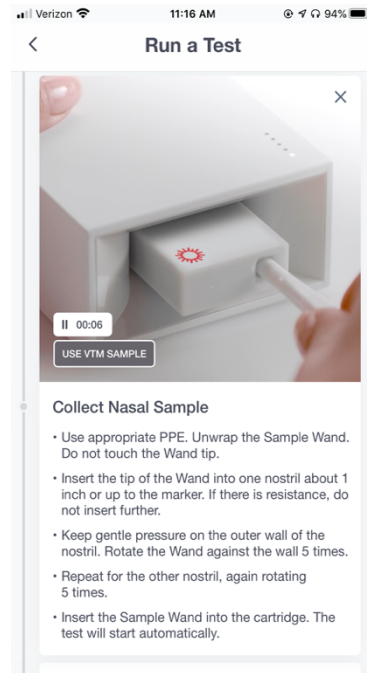 Verizon 11:16 AM 94%
Run a Test
00:06
USE VTM SAMPLE
Collect Nasal Sample
• Use appropriate PPE. Unwrap the Sample Wand.
Do not touch the Wand tip.
• Insert the tip of the Wand into one nostril about 1
inch or up to the marker. If there is resistance, do
not insert further.
• Keep gentle pressure on the outer wall of the
nostril. Rotate the Wand against the wall 5 times.
• Repeat for the other nostril, again rotating
5 times.
• Insert the Sample Wand into the cartridge. The
test will start automatically.